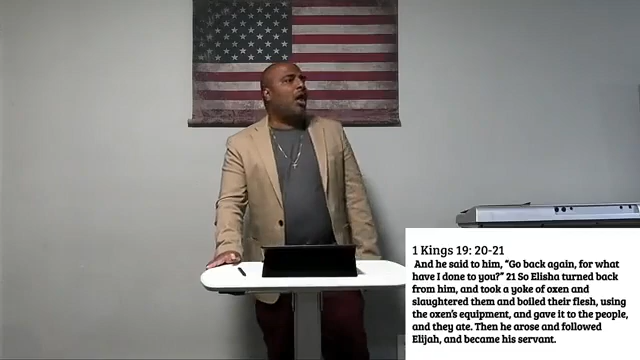 1 Kings 19: 20-21
And he said to him, “Go back again, for what
have I done to you?” 21 So Elisha turned back
from him, and took a yoke of oxen and
slaughtered them and boiled their flesh, using
the oxen’s equipment, and gave it to the people,
and they ate. Then he arose and followed
Elijah, and became his servant.